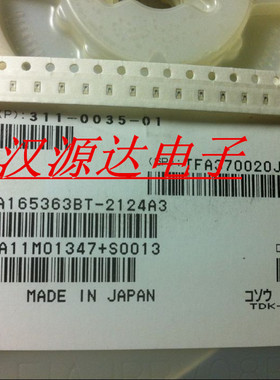 P): 311-0035-01
汉源达电子
(SP): TFA370020J
A165363BT-2124A3
A11M01347+S0013
MADE IN JAPAN
コソウ
TDK-